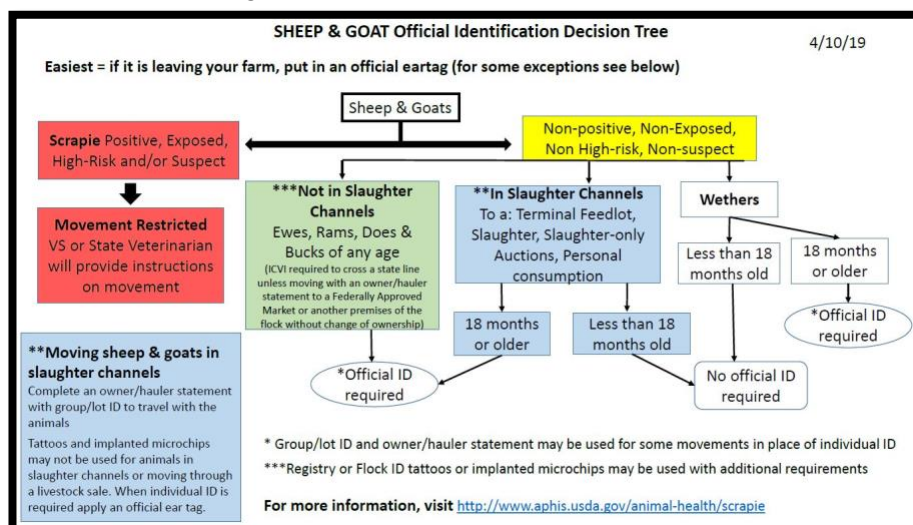 SHEEP & GOAT Official Identification Decision Tree
4/10/19
Easiest = if it is leaving your farm, put in an official eartag (for some exceptions see below)
Sheep & Goats
Scrapie Positive, Exposed,
High-Risk and/or Suspect
Non-positive, Non-Exposed,
Non High-risk, Non-suspect
Movement Restricted
VS or State Veterinarian
will provide instructions
on movement
***Not in Slaughter
Channels
Ewes, Rams, Does &
Bucks of any age
(ICVI required to cross a state line
unless moving with an owner/hauler
statement to a Federally Approved
Market or another premises of the
flock without change of ownership)
**In Slaughter Channels
To a: Terminal Feedlot,
Slaughter, Slaughter-only
Auctions, Personal
consumption
Wethers
Less than 18
months old
18 months
or older
*Official ID
required
18 months
or older
Less than 18
months old
*Official ID
required
No official ID
required
**Moving sheep & goats in
slaughter channels
Complete an owner/hauler statement
with group/lot ID to travel with the
animals
Tattoos and implanted microchips
may not be used for animals in
slaughter channels or moving through
a livestock sale. When individual ID is
required apply an official ear tag.
* Group/lot ID and owner/hauler statement may be used for some movements in place of individual ID
***Registry or Flock ID tattoos or implanted microchips may be used with additional requirements
For more information, visit http://www.aphis.usda.gov/animal-health/scrapie